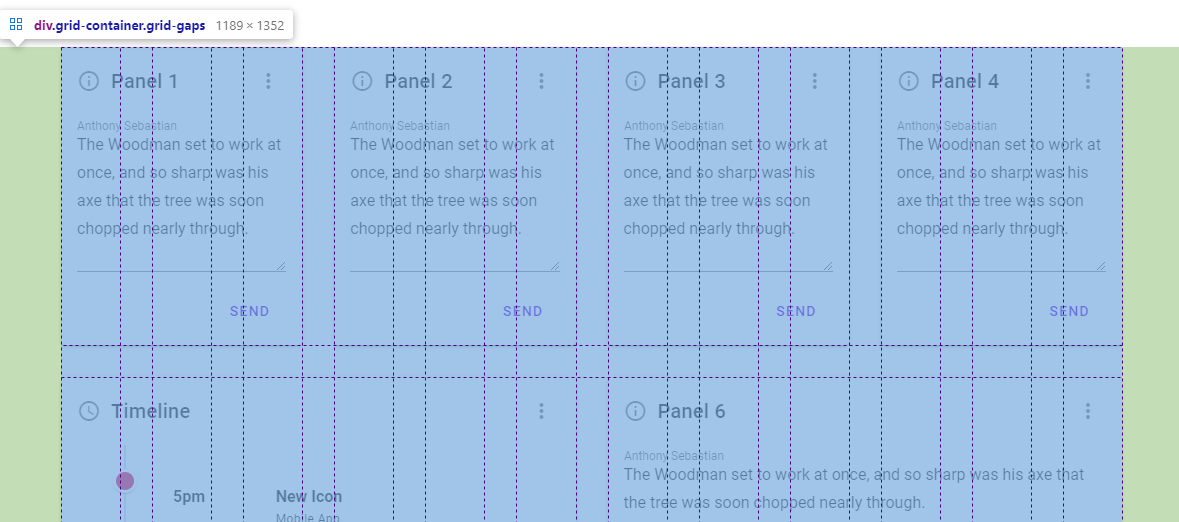 div.grid-container.grid-gaps 1189 × 1352
Panel 1 Panel 2 Panel 3 Panel 4
Anthony Sebastian Anthony Sebastian Anthony Sebastian Anthony Sebastian
The Woodman set to work at The Woodman set to work at The Woodman set to work at The Woodman set to work at
once, and so sharp was his once, and so sharp was his once, and so sharp was his once, and so sharp was his
axe that the tree was soon axe that the tree was soon axe that the tree was soon axe that the tree was soon
chopped nearly through. chopped nearly through. chopped nearly through. chopped nearly through.
SEND SEND SEND SEND
Timeline Panel 6
Anthony Sebastian
The Woodman set to work at once, and so sharp was his axe that
the tree was soon chopped nearly through.
5pm New Icon
Mobile App